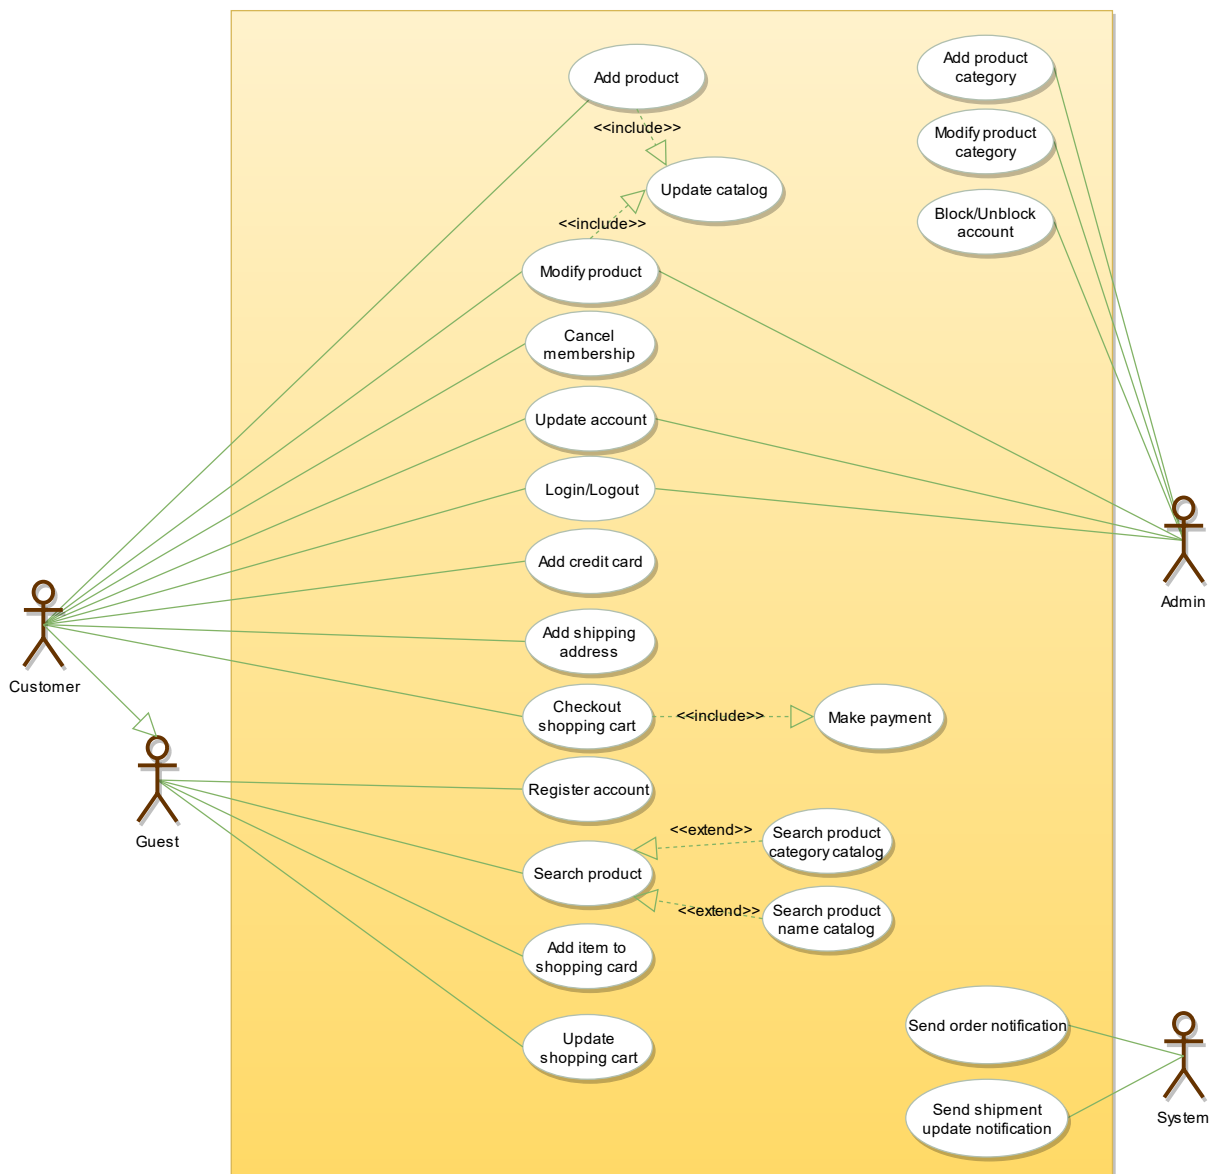 Add product
<<include>>
Update catalog
<<include>>
Modify product
Cancel
membership
Update account
Login/Logout
Add credit card
Add shipping
address
Checkout
shopping cart
<<include>>
Make payment
Register account
Search product
<<extend>>
Search product
category catalog
<<extend>>
Search product
name catalog
Add item to
shopping card
Update
shopping cart
Add product
category
Modify product
category
Block/Unblock
account
Send order notification
Send shipment
update notification
Customer
Guest
Admin
System